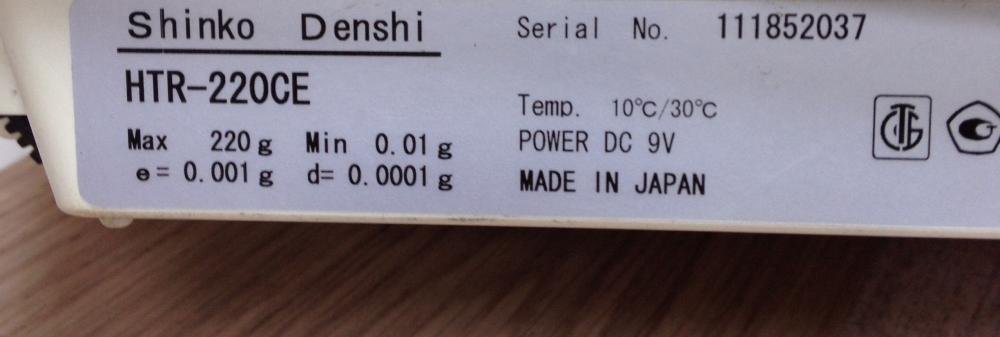 Shinko Denshi
HTR-220CE
Max 220 g Min 0.01 g
e= 0.001 g d= 0.0001 g
Serial No. 111852037
Temp. 10℃/30℃
POWER DC 9V
MADE IN JAPAN